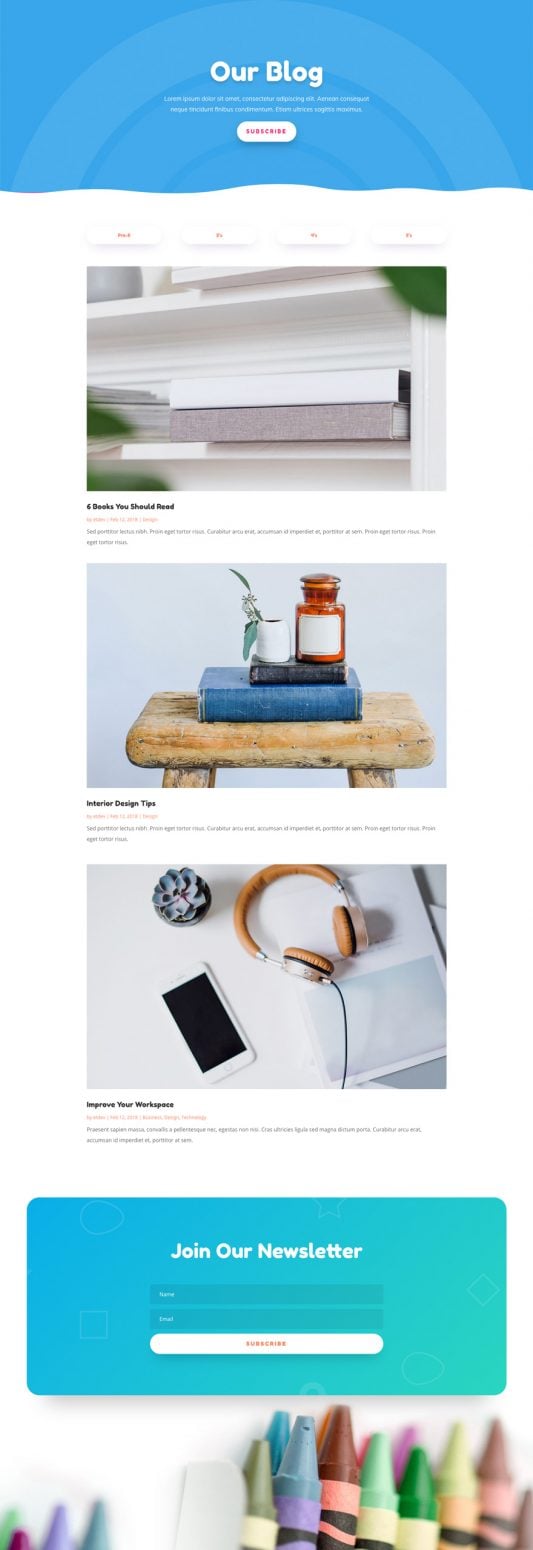 Our Blog
Lorem ipsum dolor sit amet, consectetur adipiscing elit. Aenean consequat
neque tincidunt finibus condimentum. Etiam ultrices sagittis maximus.
SUBSCRIBE
Pre-K 3's 4's 5's
6 Books You Should Read
by etdev | Feb 12, 2018 | Design
Sed porttitor lectus nibh. Proin eget tortor risus. Curabitur arcu erat, accumsan id imperdiet et, porttitor at sem. Proin eget tortor risus. Proin
eget tortor risus.
Interior Design Tips
by etdev | Feb 12, 2018 | Design
Sed porttitor lectus nibh. Proin eget tortor risus. Curabitur arcu erat, accumsan id imperdiet et, porttitor at sem. Proin eget tortor risus. Proin
eget tortor risus.
Improve Your Workspace
by etdev | Feb 12, 2018 | Business, Design, Technology
Praesent sapien massa, convallis a pellentesque nec, egestas non nisi. Cras ultricies ligula sed magna dictum porta. Curabitur arcu erat,
accumsan id imperdiet et, porttitor at sem.
Join Our Newsletter
Name
Email
SUBSCRIBE